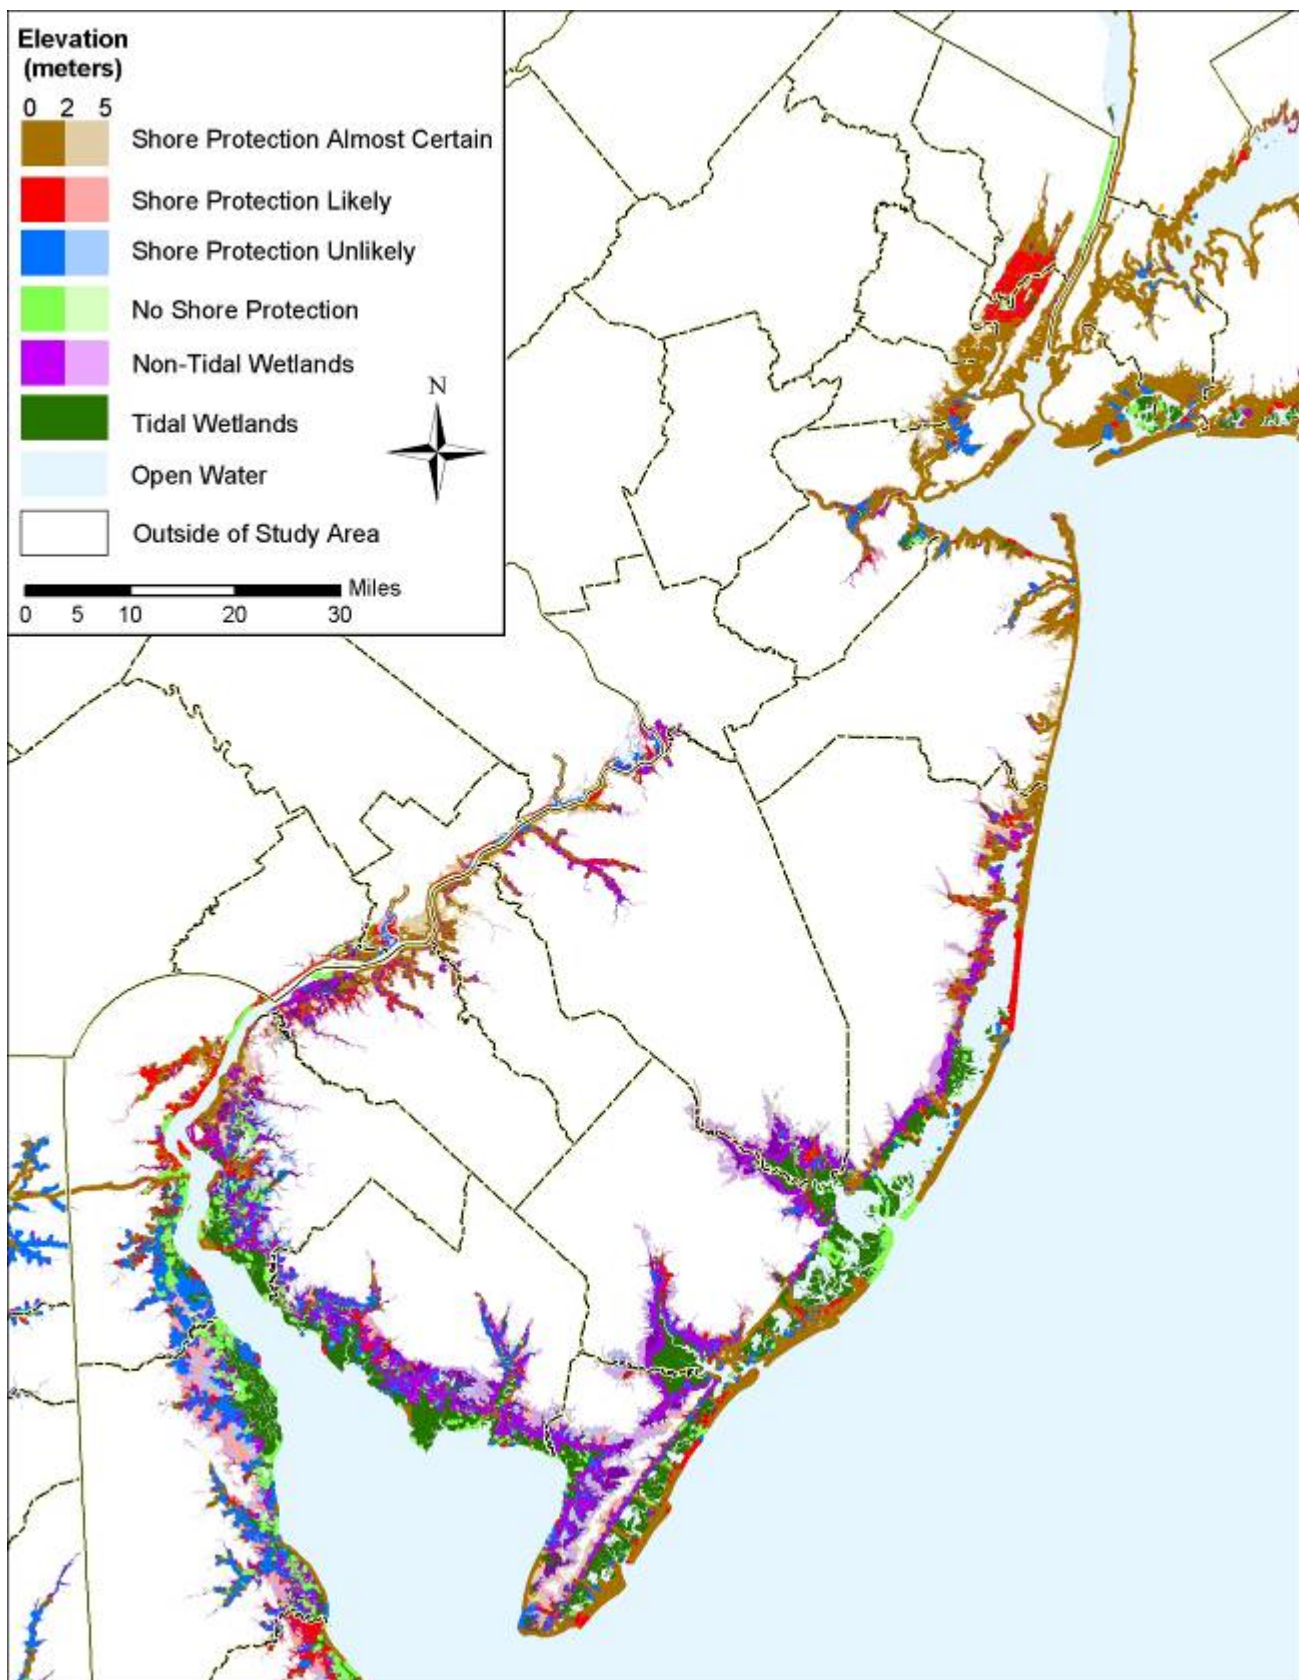 Elevation
(meters)
0 2 5
Shore Protection Almost Certain
Shore Protection Likely
Shore Protection Unlikely
No Shore Protection
Non-Tidal Wetlands
N
Tidal Wetlands
Open Water
Outside of Study Area
Miles
0 5 10 20 30